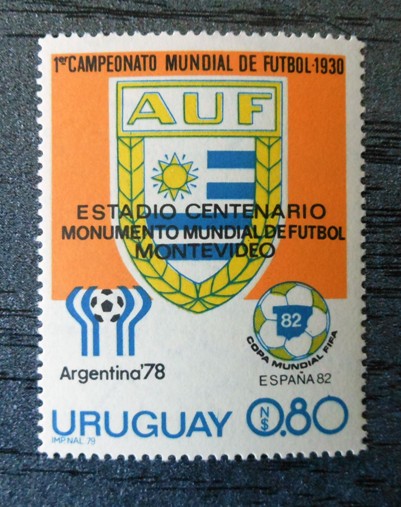 1er CAMPEONATO MUNDIAL DE FUTBOL·1930
AUF
ESTADIO CENTENARIO
MONUMENTO MUNDIAL DE FUTBOL
MONTEVIDEO
Argentina'78
82
COPA MUNDIAL FIFA
ESPAÑA 82
URUGUAY N$ 0.80
IMP.NAL.79